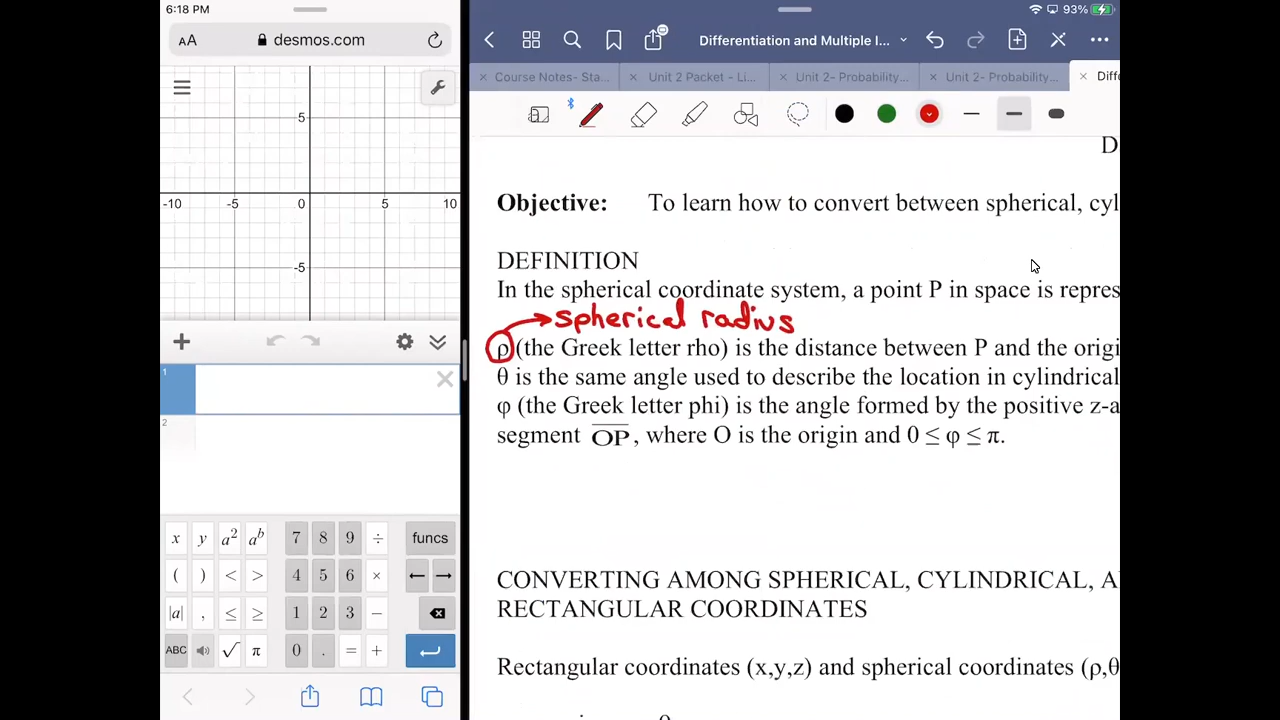 6:18 PM
93%
AA desmos.com
Differentiation and Multiple I...
Course Notes- Sta...
Unit 2 Packet - Li...
Unit 2- Probability...
Unit 2- Probability...
Diffe
5
-10 -5 0 5 10
-5
1
2
x y a² aᵇ 7 8 9 ÷ funcs
( ) < > 4 5 6 × ← →
|a| , ≤ ≥ 1 2 3 −
ABC √ π 0 . = +
D
Objective: To learn how to convert between spherical, cyl
DEFINITION
In the spherical coordinate system, a point P in space is repres
spherical radius
ρ (the Greek letter rho) is the distance between P and the origi
θ is the same angle used to describe the location in cylindrical
φ (the Greek letter phi) is the angle formed by the positive z-a
segment O̅P̅, where O is the origin and 0 ≤ φ ≤ π.
CONVERTING AMONG SPHERICAL, CYLINDRICAL, A
RECTANGULAR COORDINATES
Rectangular coordinates (x,y,z) and spherical coordinates (ρ,θ